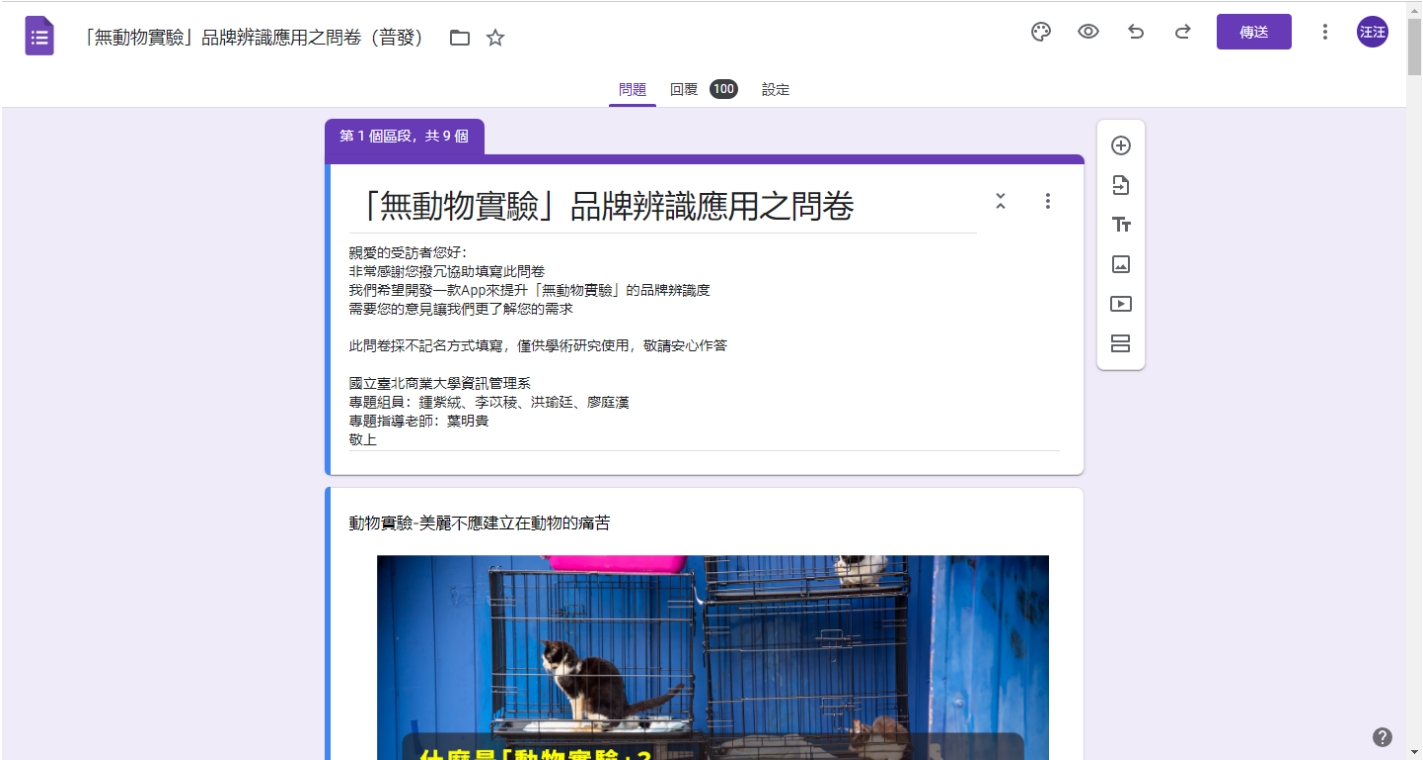 「無動物實驗」品牌辨識應用之問卷（普發）
傳送
汪汪
問題 回覆 100 設定
第 1 個區段，共 9 個
「無動物實驗」品牌辨識應用之問卷
親愛的受訪者您好：
非常感謝您撥冗協助填寫此問卷
我們希望開發一款App來提升「無動物實驗」的品牌辨識度
需要您的意見讓我們更了解您的需求
此問卷採不記名方式填寫，僅供學術研究使用，敬請安心作答
國立臺北商業大學資訊管理系
專題組員：鍾紫絨、李苡稜、洪瑜廷、廖庭漢
專題指導老師：葉明貴
敬上
動物實驗-美麗不應建立在動物的痛苦
什麼是「動物實驗」？